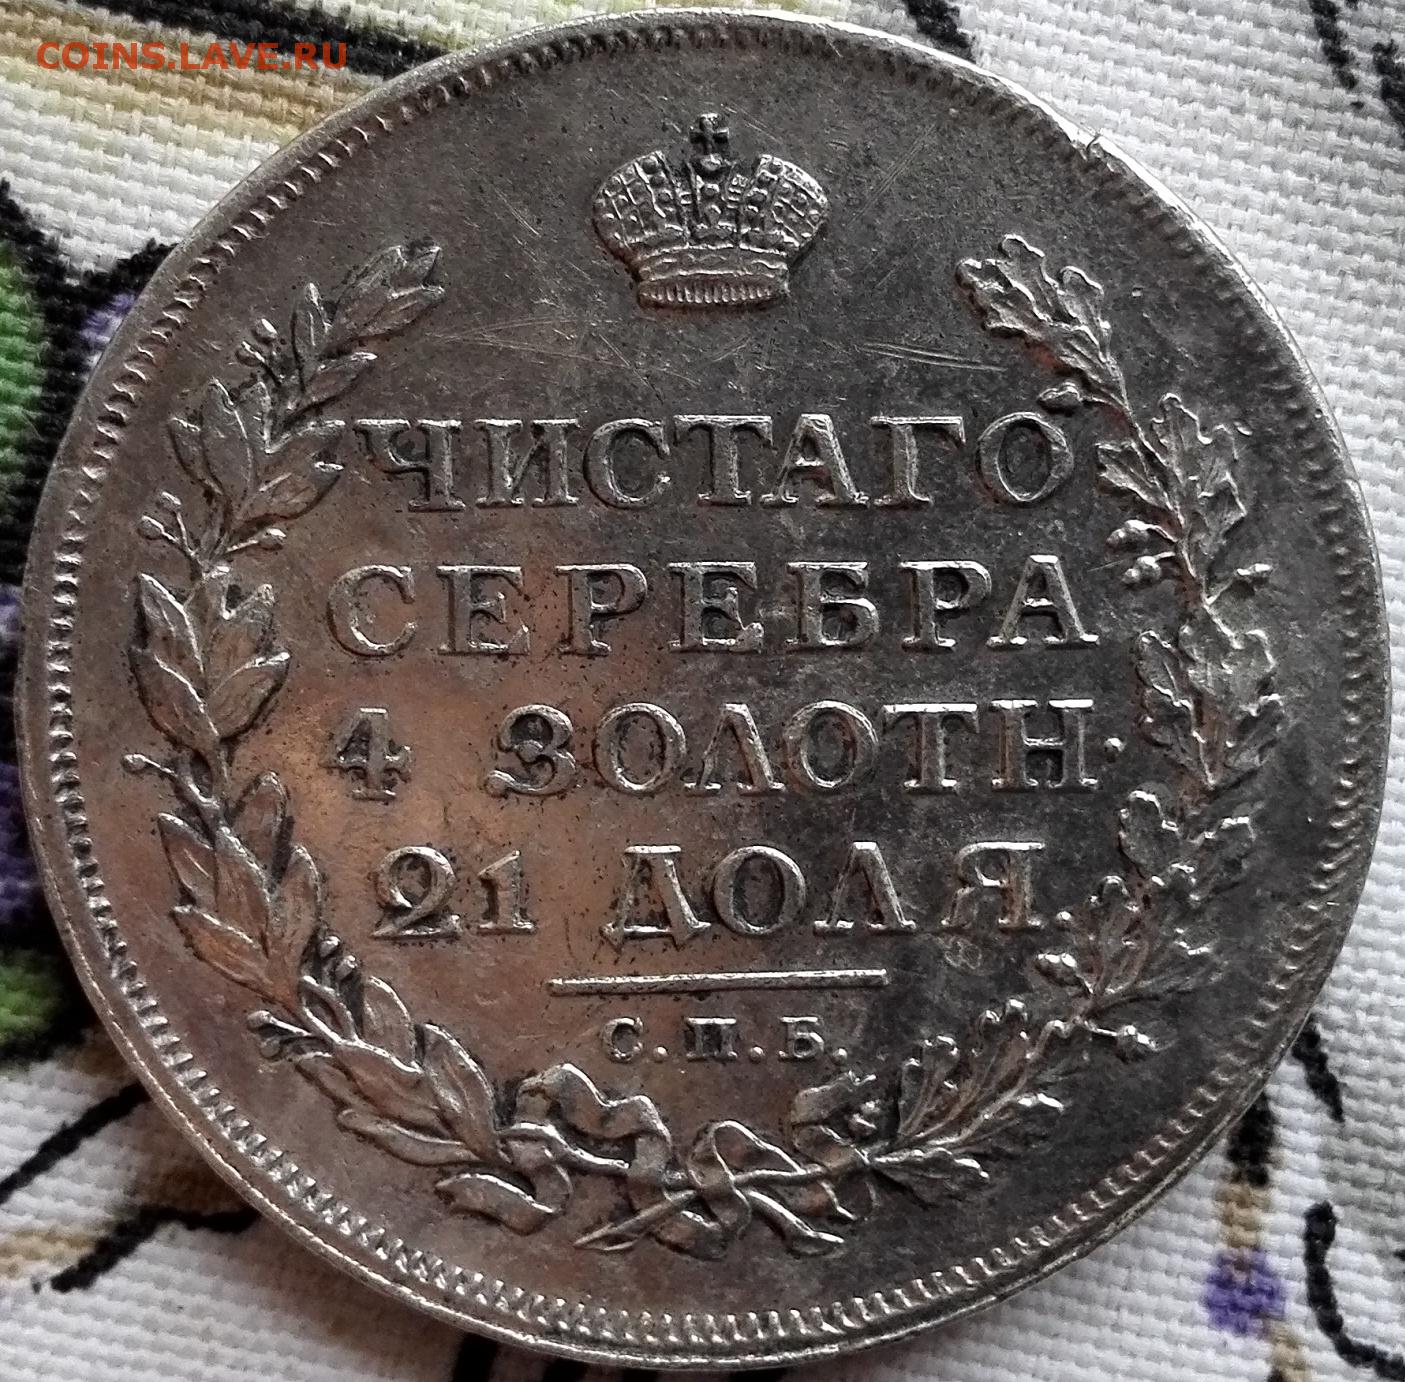 COINS.LAVE.RU
ЧИСТАГО
СЕРЕБРА
4 ЗОЛОТН.
21 ДОЛЯ
С.П.Б.